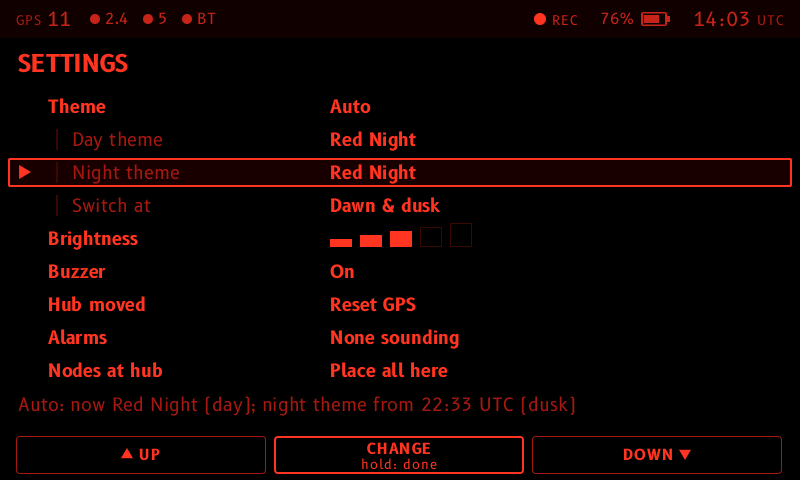 GPS 11 2.4 5 BT REC 76% 14:03 UTC
SETTINGS
Theme Auto
Day theme Red Night
Night theme Red Night
Switch at Dawn & dusk
Brightness
Buzzer On
Hub moved Reset GPS
Alarms None sounding
Nodes at hub Place all here
Auto: now Red Night (day); night theme from 22:33 UTC (dusk)
▲ UP CHANGE DOWN ▼
hold: done